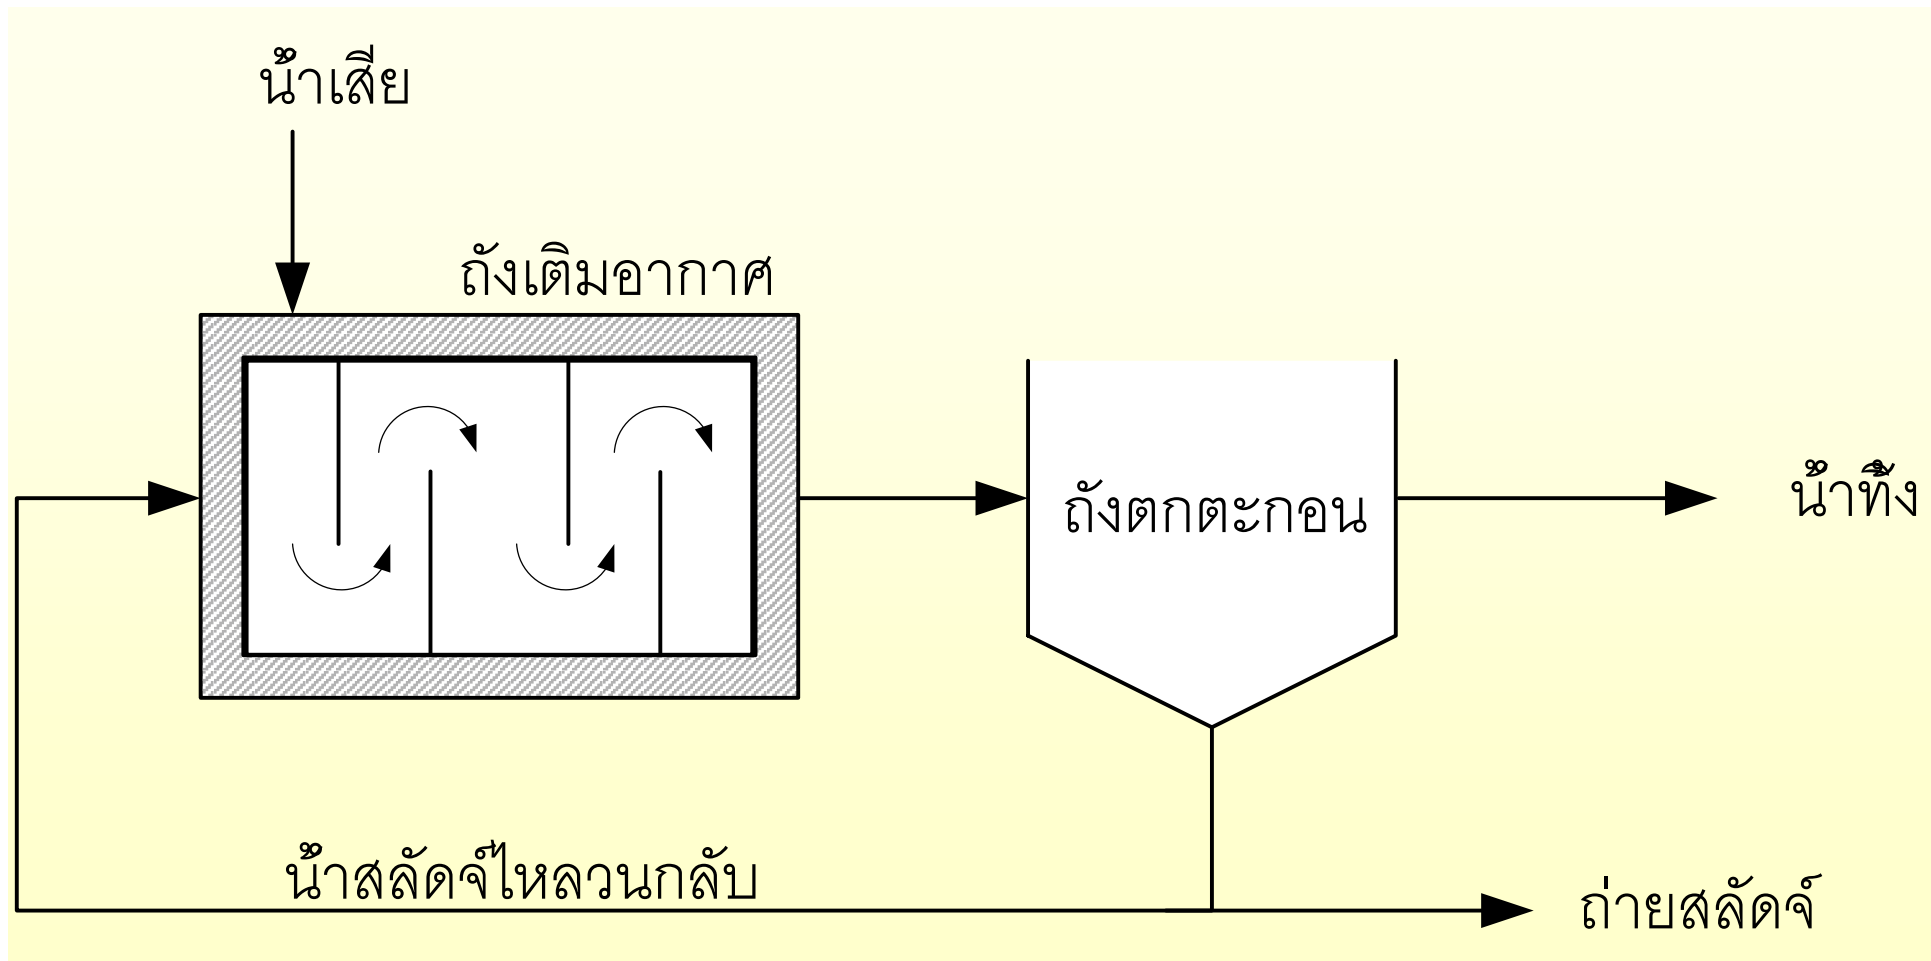 น้ำเสีย
ถังเติมอากาศ
ถังตกตะกอน
น้ำทิ้ง
น้ำสลัดจ์ไหลวนกลับ
ถ่ายสลัดจ์